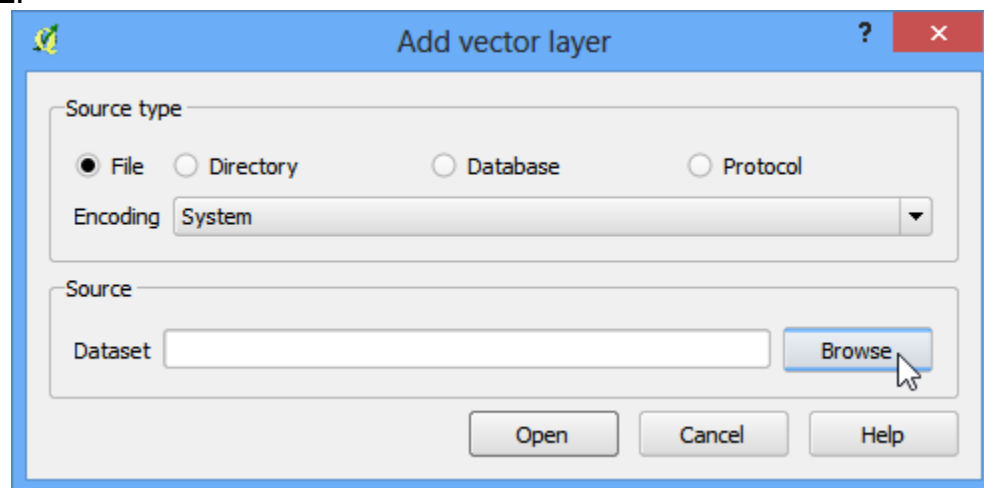 Add vector layer ?
Source type
File Directory Database Protocol
Encoding System
Source
Dataset Browse
Open Cancel Help